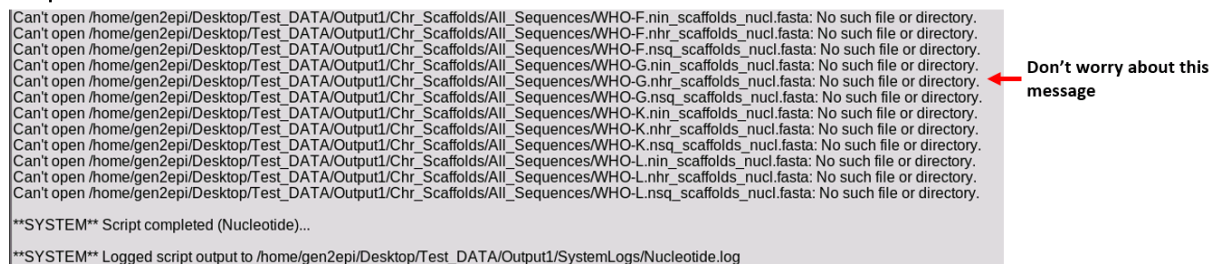 Can't open /home/gen2epi/Desktop/Test_DATA/Output1/Chr_Scaffolds/All_Sequences/WHO-F.nin_scaffolds_nucl.fasta: No such file or directory.
Can't open /home/gen2epi/Desktop/Test_DATA/Output1/Chr_Scaffolds/All_Sequences/WHO-F.nhr_scaffolds_nucl.fasta: No such file or directory.
Can't open /home/gen2epi/Desktop/Test_DATA/Output1/Chr_Scaffolds/All_Sequences/WHO-F.nsq_scaffolds_nucl.fasta: No such file or directory.
Can't open /home/gen2epi/Desktop/Test_DATA/Output1/Chr_Scaffolds/All_Sequences/WHO-G.nin_scaffolds_nucl.fasta: No such file or directory.
Can't open /home/gen2epi/Desktop/Test_DATA/Output1/Chr_Scaffolds/All_Sequences/WHO-G.nhr_scaffolds_nucl.fasta: No such file or directory.
Can't open /home/gen2epi/Desktop/Test_DATA/Output1/Chr_Scaffolds/All_Sequences/WHO-G.nsq_scaffolds_nucl.fasta: No such file or directory.
Can't open /home/gen2epi/Desktop/Test_DATA/Output1/Chr_Scaffolds/All_Sequences/WHO-K.nin_scaffolds_nucl.fasta: No such file or directory.
Can't open /home/gen2epi/Desktop/Test_DATA/Output1/Chr_Scaffolds/All_Sequences/WHO-K.nhr_scaffolds_nucl.fasta: No such file or directory.
Can't open /home/gen2epi/Desktop/Test_DATA/Output1/Chr_Scaffolds/All_Sequences/WHO-K.nsq_scaffolds_nucl.fasta: No such file or directory.
Can't open /home/gen2epi/Desktop/Test_DATA/Output1/Chr_Scaffolds/All_Sequences/WHO-L.nin_scaffolds_nucl.fasta: No such file or directory.
Can't open /home/gen2epi/Desktop/Test_DATA/Output1/Chr_Scaffolds/All_Sequences/WHO-L.nhr_scaffolds_nucl.fasta: No such file or directory.
Can't open /home/gen2epi/Desktop/Test_DATA/Output1/Chr_Scaffolds/All_Sequences/WHO-L.nsq_scaffolds_nucl.fasta: No such file or directory.
**SYSTEM** Script completed (Nucleotide)...
**SYSTEM** Logged script output to /home/gen2epi/Desktop/Test_DATA/Output1/SystemLogs/Nucleotide.log
Don't worry about this
message